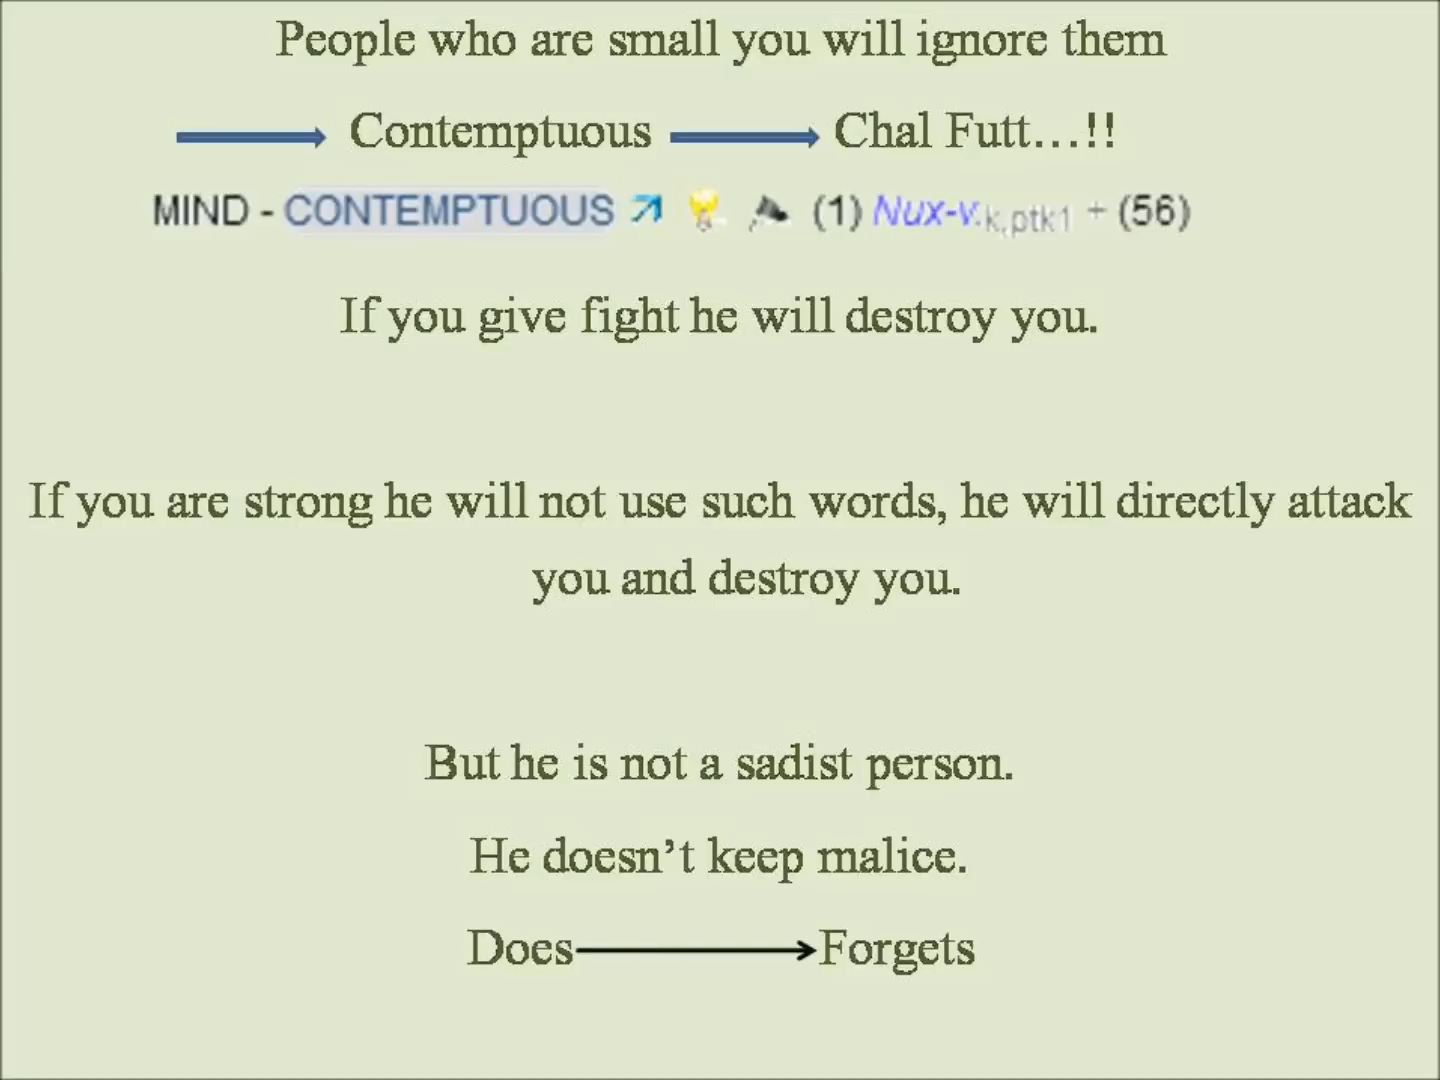 People who are small you will ignore them
Contemptuous Chal Futt...!!
MIND - CONTEMPTUOUS (1) Nux-v.k,ptk1 + (56)
If you give fight he will destroy you.
If you are strong he will not use such words, he will directly attack
you and destroy you.
But he is not a sadist person.
He doesn’t keep malice.
Does Forgets